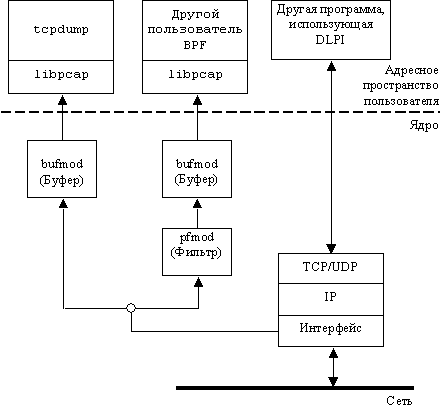 tcpdump
libpcap
Другой
пользователь
BPF
libpcap
Другая программа,
использующая
DLPI
Адресное
пространство
пользователя
Ядро
bufmod
(Буфер)
bufmod
(Буфер)
pfmod
(Фильтр)
TCP/UDP
IP
Интерфейс
Сеть